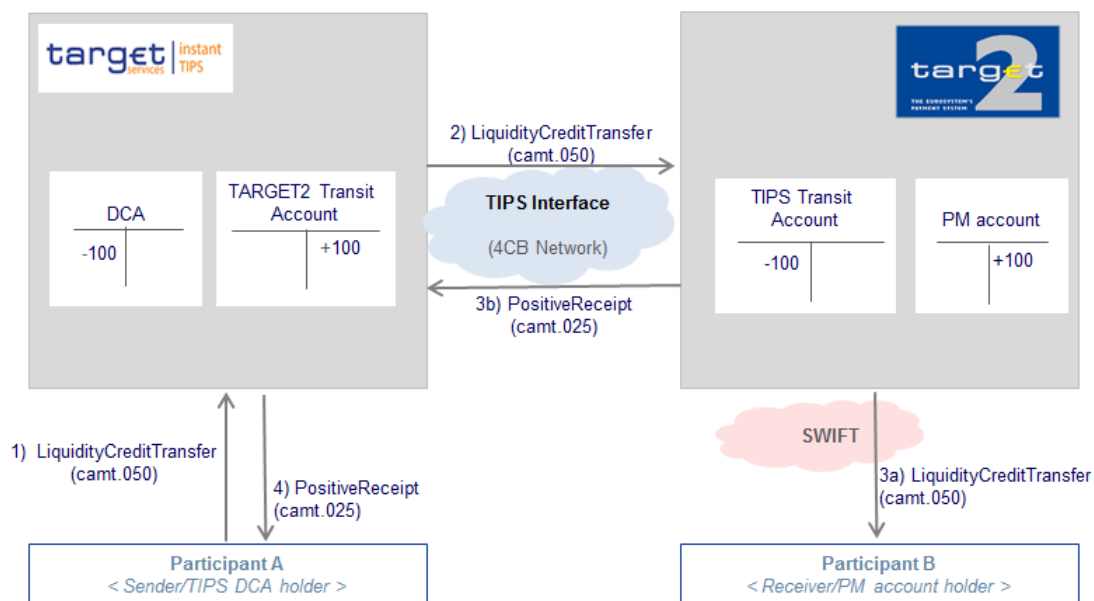 target
services
instant
TIPS
target
2
THE EUROSYSTEM'S
PAYMENT SYSTEM
2) LiquidityCreditTransfer
(camt.050)
DCA
-100
TARGET2 Transit
Account
+100
TIPS Interface
(4CB Network)
TIPS Transit
Account
-100
PM account
+100
3b) PositiveReceipt
(camt.025)
1) LiquidityCreditTransfer
(camt.050)
4) PositiveReceipt
(camt.025)
SWIFT
3a) LiquidityCreditTransfer
(camt.050)
Participant A
< Sender/TIPS DCA holder >
Participant B
< Receiver/PM account holder >